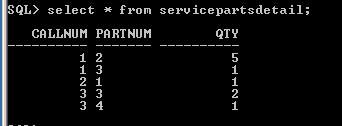 SQL> select * from servicepartsdetail;
CALLNUM PARTNUM QTY
---------- ---------- ----------
1 2 5
1 3 1
2 1 1
3 3 2
3 4 1